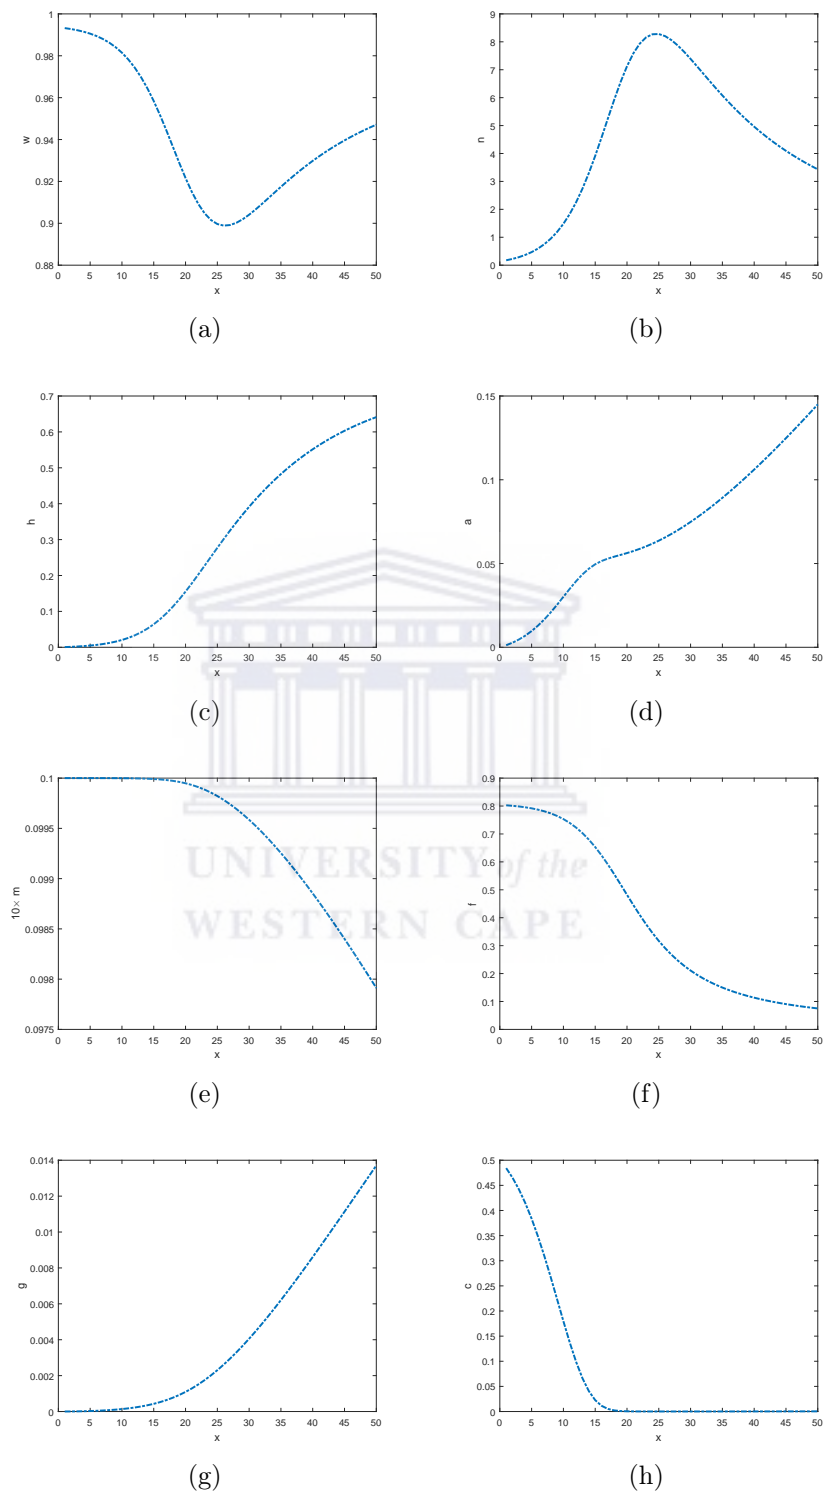 1
0.98
0.96
0.94
0.92
0.9
0.88
w
0 5 10 15 20 25 30 35 40 45 50
x
(a)
9
8
7
6
5
4
3
2
1
0
n
0 5 10 15 20 25 30 35 40 45 50
x
(b)
0.7
0.6
0.5
0.4
0.3
0.2
0.1
0
h
0 5 10 15 20 25 30 35 40 45 50
x
(c)
0.15
0.1
0.05
0
a
0 5 10 15 20 25 30 35 40 45 50
x
(d)
0.1
0.0995
0.099
0.0985
0.098
0.0975
10× m
0 5 10 15 20 25 30 35 40 45 50
x
(e)
0.9
0.8
0.7
0.6
0.5
0.4
0.3
0.2
0.1
0
f
0 5 10 15 20 25 30 35 40 45 50
x
(f)
UNIVERSITY of the
WESTERN CAPE
0.014
0.012
0.01
0.008
0.006
0.004
0.002
0
g
0 5 10 15 20 25 30 35 40 45 50
x
(g)
0.5
0.45
0.4
0.35
0.3
0.25
0.2
0.15
0.1
0.05
0
c
0 5 10 15 20 25 30 35 40 45 50
x
(h)